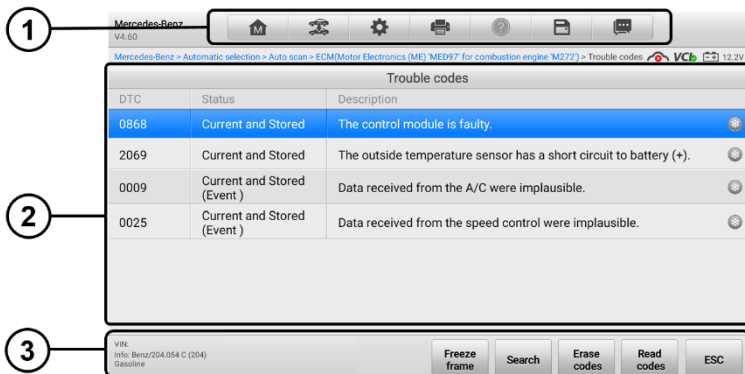 1
Mercedes-Benz
V4.60
M
?
Mercedes-Benz > Automatic selection > Auto scan > ECM(Motor Electronics (ME) 'MED97' for combustion engine 'M272') > Trouble codes VCI 12.2V
Trouble codes
DTC Status Description
0868 Current and Stored The control module is faulty.
2069 Current and Stored The outside temperature sensor has a short circuit to battery (+).
0009 Current and Stored (Event ) Data received from the A/C were implausible.
2
0025 Current and Stored (Event ) Data received from the speed control were implausible.
3
VIN:
Info: Benz/204.054 C (204)
Gasoline
Freeze frame
Search
Erase codes
Read codes
ESC